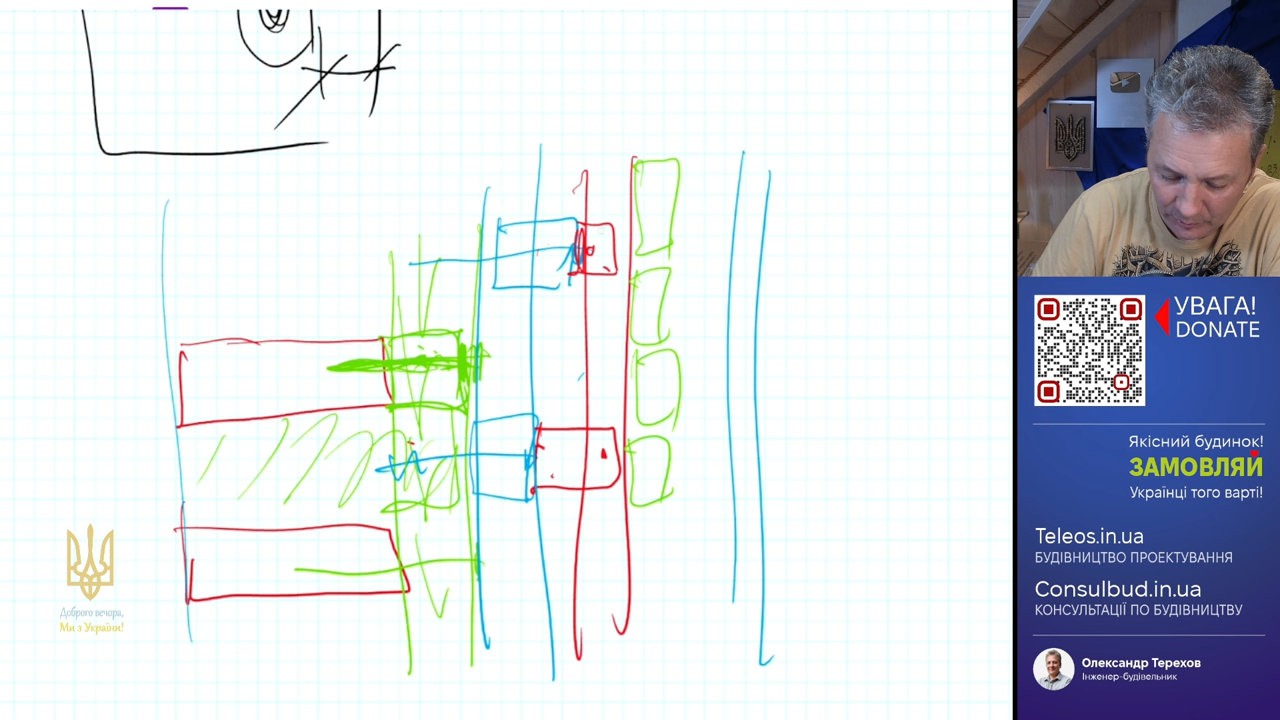 УВАГА!
DONATE
Якісний будинок!
ЗАМОВЛЯЙ
Українці того варті!
Teleos.in.ua
БУДІВНИЦТВО ПРОЕКТУВАННЯ
Consulbud.in.ua
КОНСУЛЬТАЦІЇ ПО БУДІВНИЦТВУ
Олександр Терехов
Інженер-будівельник
Доброго вечора,
Ми з України!